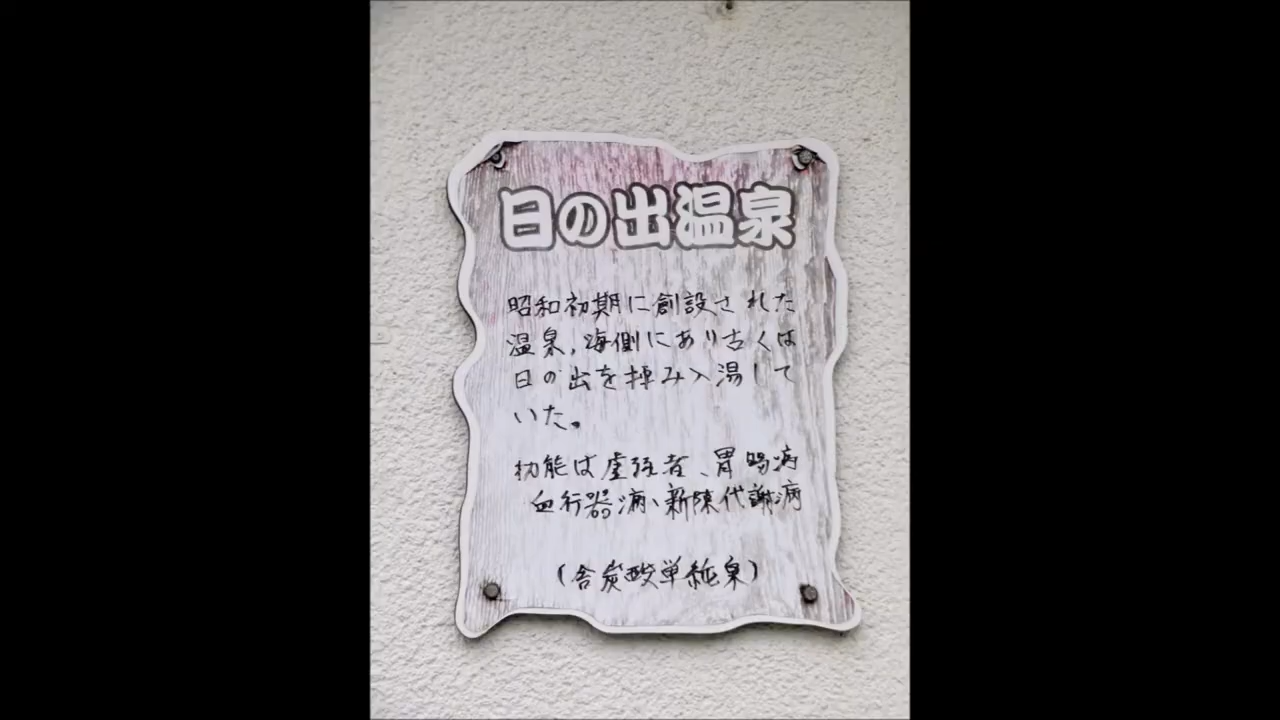 日の出温泉
昭和初期に創設された
温泉,海側にあり古くは
日の出を拝み入湯して
いた。
効能は虚弱者、胃腸病
血行器病、新陳代謝病
(含炭酸単純泉)